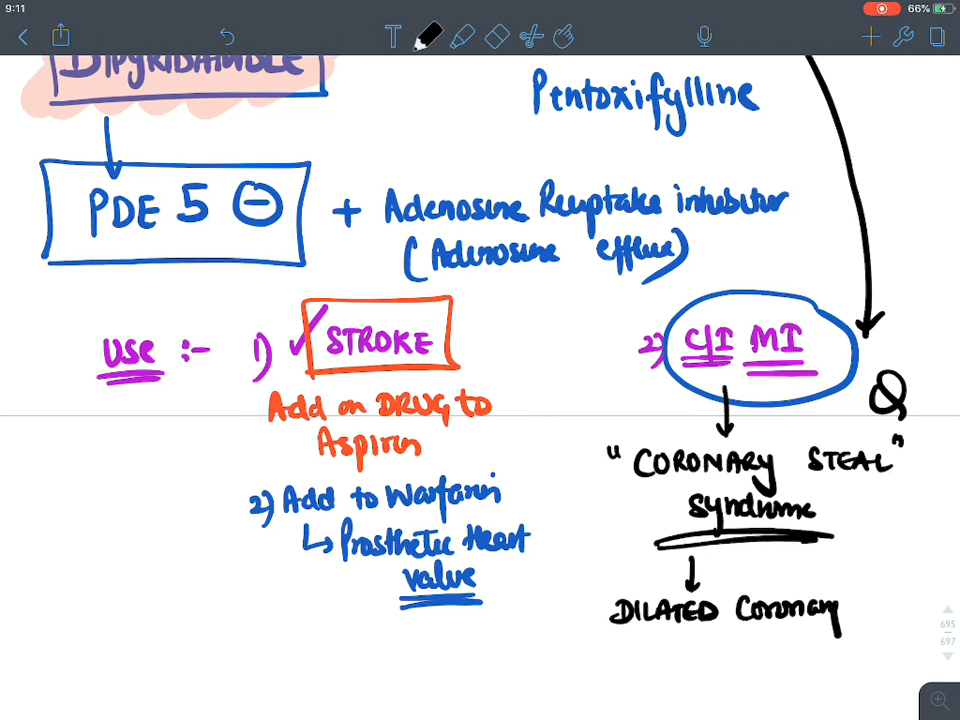 9:11
66%
T
DIPYRIDAMOLE
Pentoxifylline
PDE 5 ⊖ + Adenosine Reuptake inhibitor
(Adenosine efflux)
USE :- 1) ✓ STROKE
2) C/I MI
Add on DRUG to
Aspirin
"CORONARY STEAL"
Syndrome
2) Add to Warfarin
↳ Prosthetic Heart
valve
DILATED Coronary
695
697